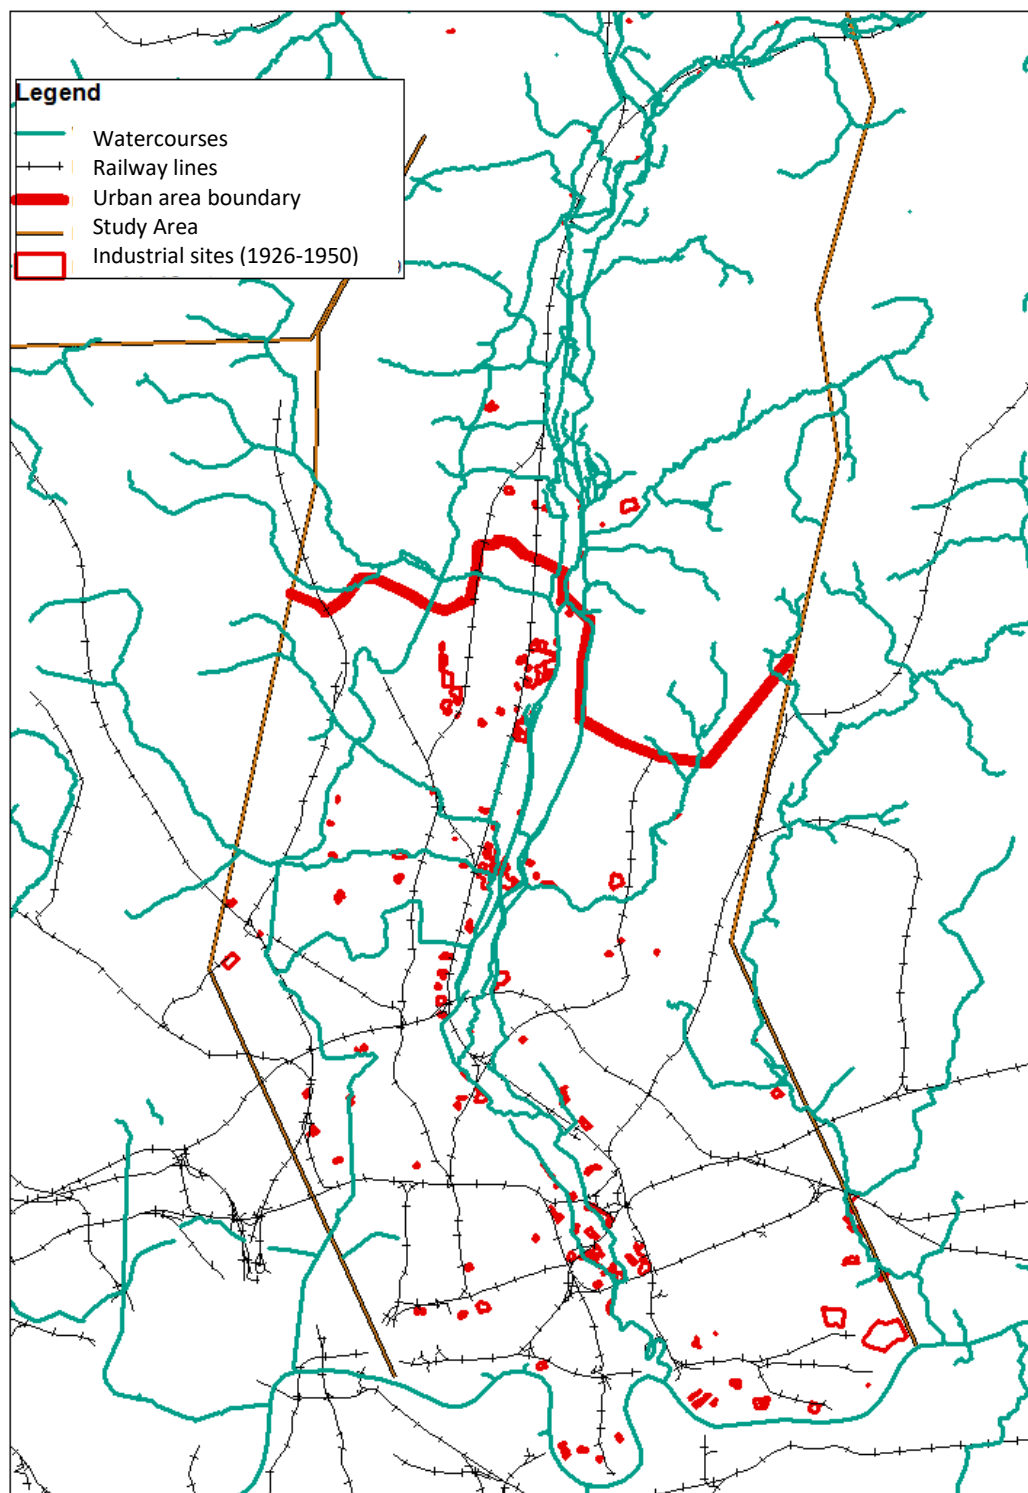 Legend
Watercourses
Railway lines
Urban area boundary
Study Area
Industrial sites (1926-1950)